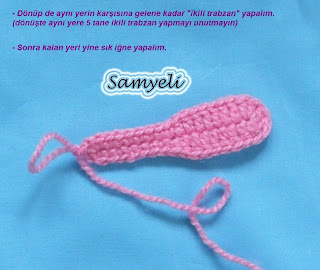 - Dönüp de aynı yerin karşısına gelene kadar "ikili trabzan" yapalım.
(dönüşte aynı yere 5 tane ikili trabzan yapmayı unutmayın)
- Sonra kalan yeri yine sık iğne yapalım.
Samyeli